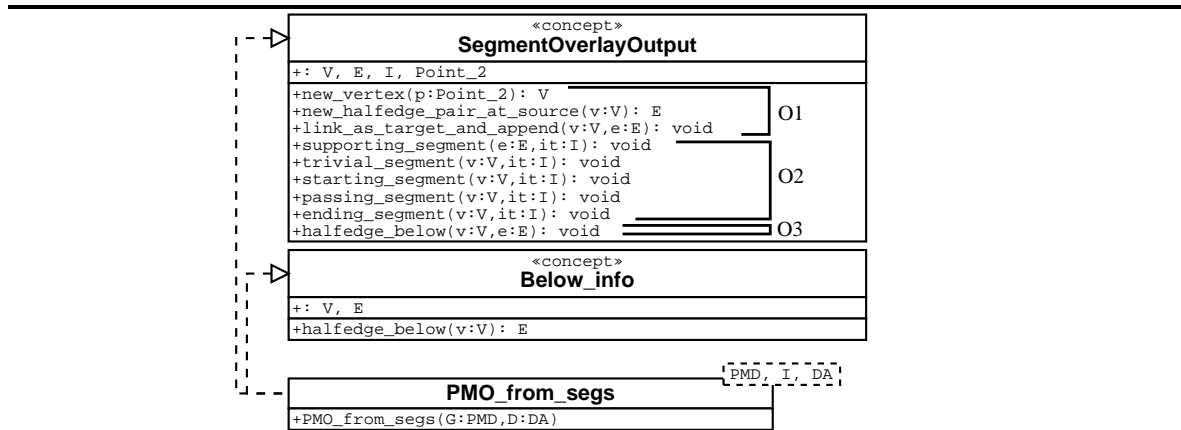 «concept»
SegmentOverlayOutput
+: V, E, I, Point_2
+new_vertex(p:Point_2): V
+new_halfedge_pair_at_source(v:V): E
+link_as_target_and_append(v:V,e:E): void
O1
+supporting_segment(e:E,it:I): void
+trivial_segment(v:V,it:I): void
+starting_segment(v:V,it:I): void
+passing_segment(v:V,it:I): void
+ending_segment(v:V,it:I): void
O2
+halfedge_below(v:V,e:E): void
O3
«concept»
Below_info
+: V, E
+halfedge_below(v:V): E
PMD, I, DA
PMO_from_segs
+PMO_from_segs(G:PMD,D:DA)